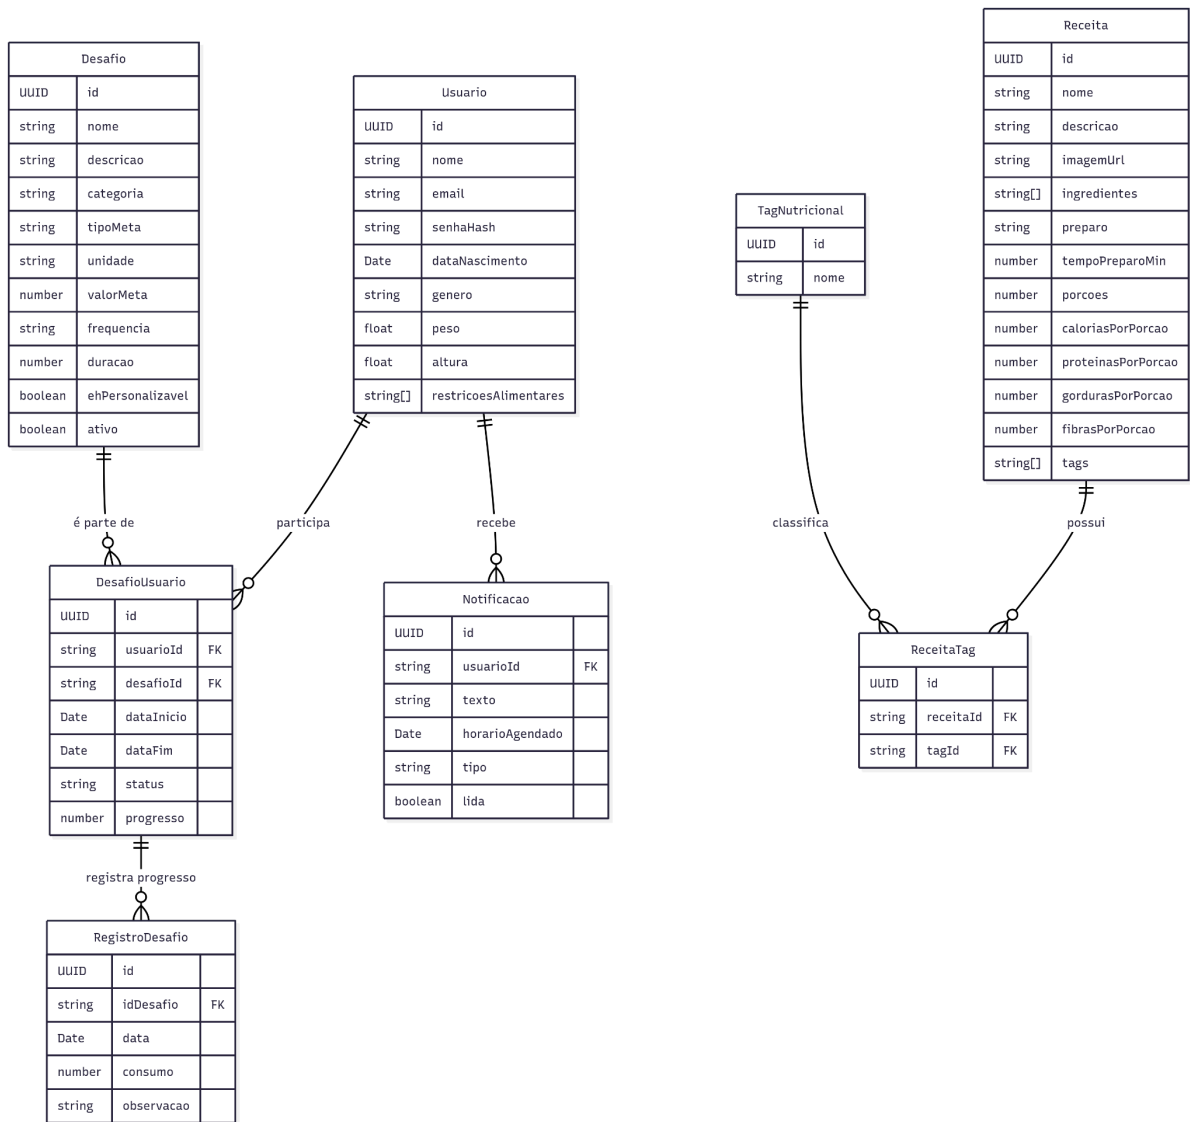 Desafio
UUID id
string nome
string descricao
string categoria
string tipoMeta
string unidade
number valorMeta
string frequencia
number duracao
boolean ehPersonalizavel
boolean ativo
Usuario
UUID id
string nome
string email
string senhaHash
Date dataNascimento
string genero
float peso
float altura
string[] restricoesAlimentares
TagNutricional
UUID id
string nome
Receita
UUID id
string nome
string descricao
string imagemUrl
string[] ingredientes
string preparo
number tempoPreparoMin
number porcoes
number caloriasPorPorcao
number proteinasPorPorcao
number gordurasPorPorcao
number fibrasPorPorcao
string[] tags
é parte de
participa
recebe
classifica
possui
DesafioUsuario
UUID id
string usuarioId FK
string desafioId FK
Date dataInicio
Date dataFim
string status
number progresso
Notificacao
UUID id
string usuarioId FK
string texto
Date horarioAgendado
string tipo
boolean lida
ReceitaTag
UUID id
string receitaId FK
string tagId FK
registra progresso
RegistroDesafio
UUID id
string idDesafio FK
Date data
number consumo
string observacao